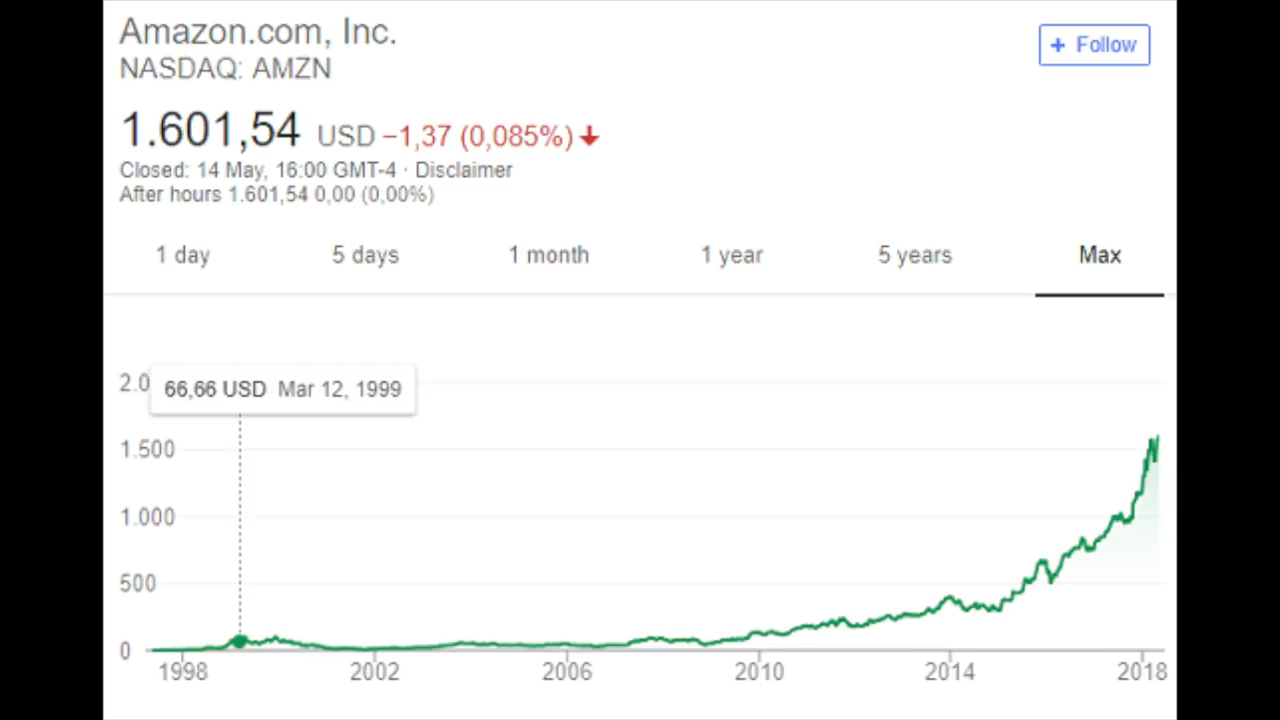 Amazon.com, Inc.
+ Follow
NASDAQ: AMZN
1.601,54 USD −1,37 (0,085%)
Closed: 14 May, 16:00 GMT-4 · Disclaimer
After hours 1.601,54 0,00 (0,00%)
1 day 5 days 1 month 1 year 5 years Max
2.0
66,66 USD Mar 12, 1999
1.500
1.000
500
0
1998 2002 2006 2010 2014 2018